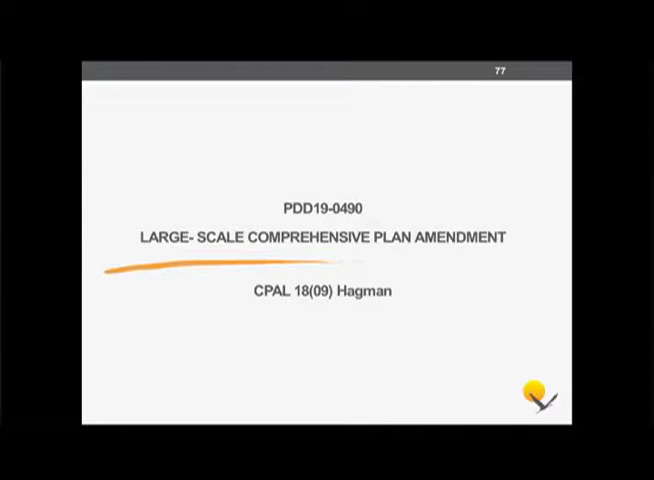 77
PDD19-0490
LARGE- SCALE COMPREHENSIVE PLAN AMENDMENT
CPAL 18(09) Hagman